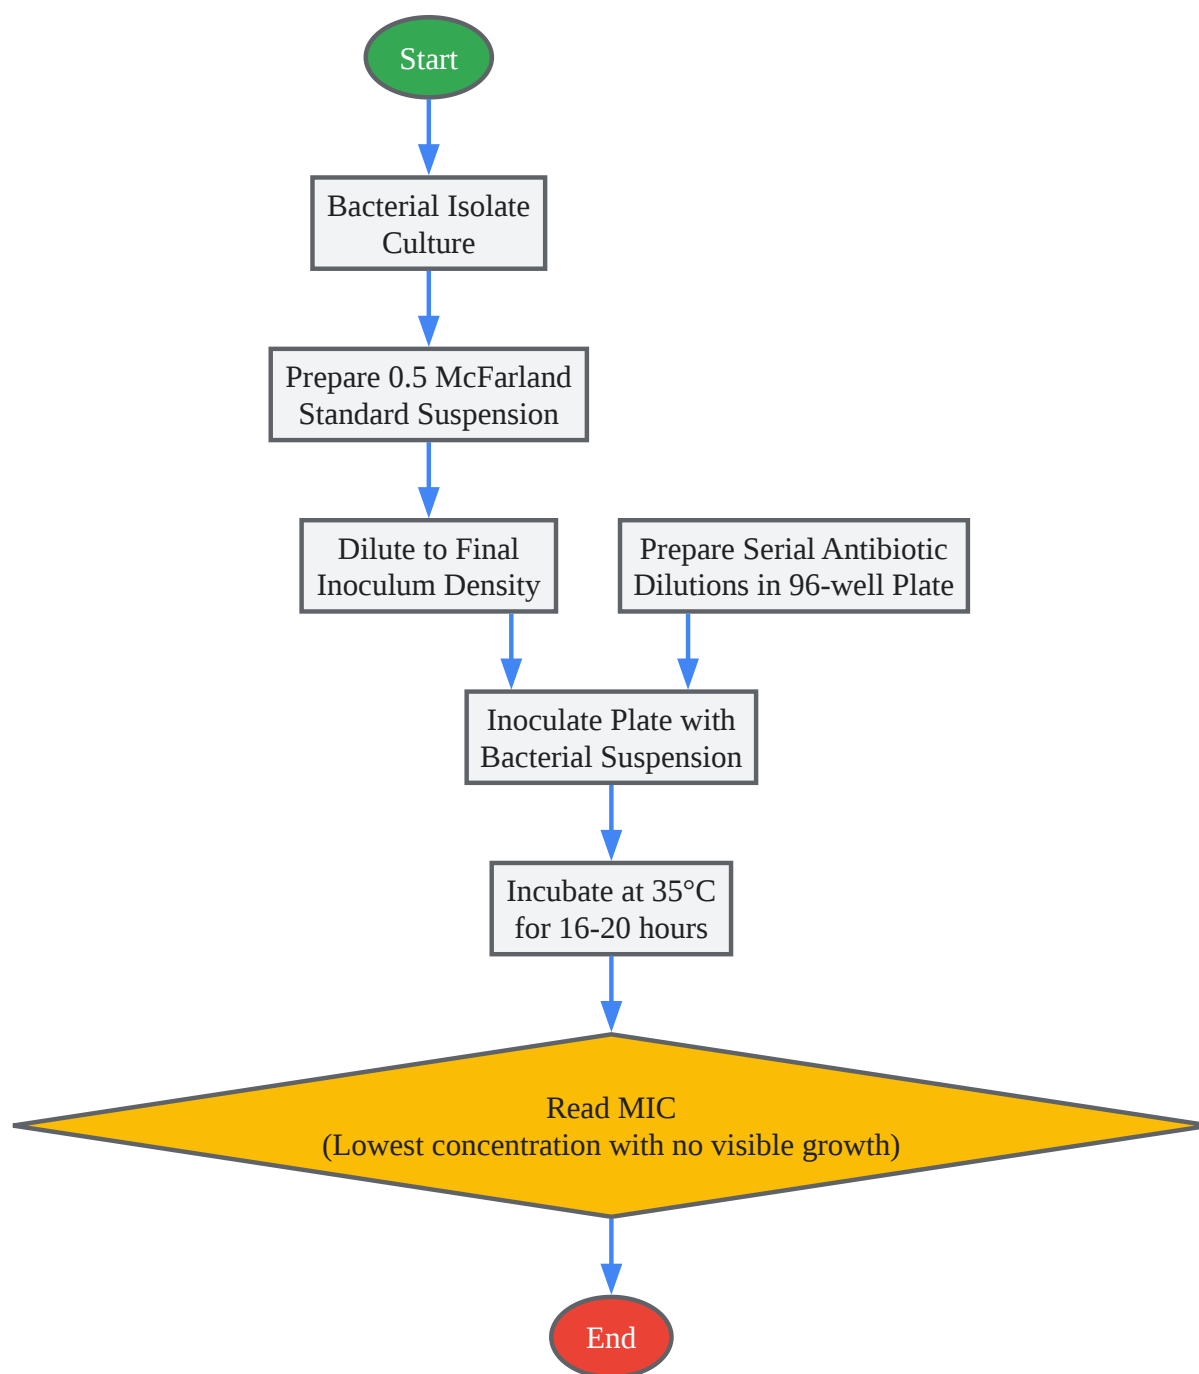 Start
Bacterial Isolate
Culture
Prepare 0.5 McFarland
Standard Suspension
Dilute to Final
Inoculum Density
Prepare Serial Antibiotic
Dilutions in 96-well Plate
Inoculate Plate with
Bacterial Suspension
Incubate at 35°C
for 16-20 hours
Read MIC
(Lowest concentration with no visible growth)
End